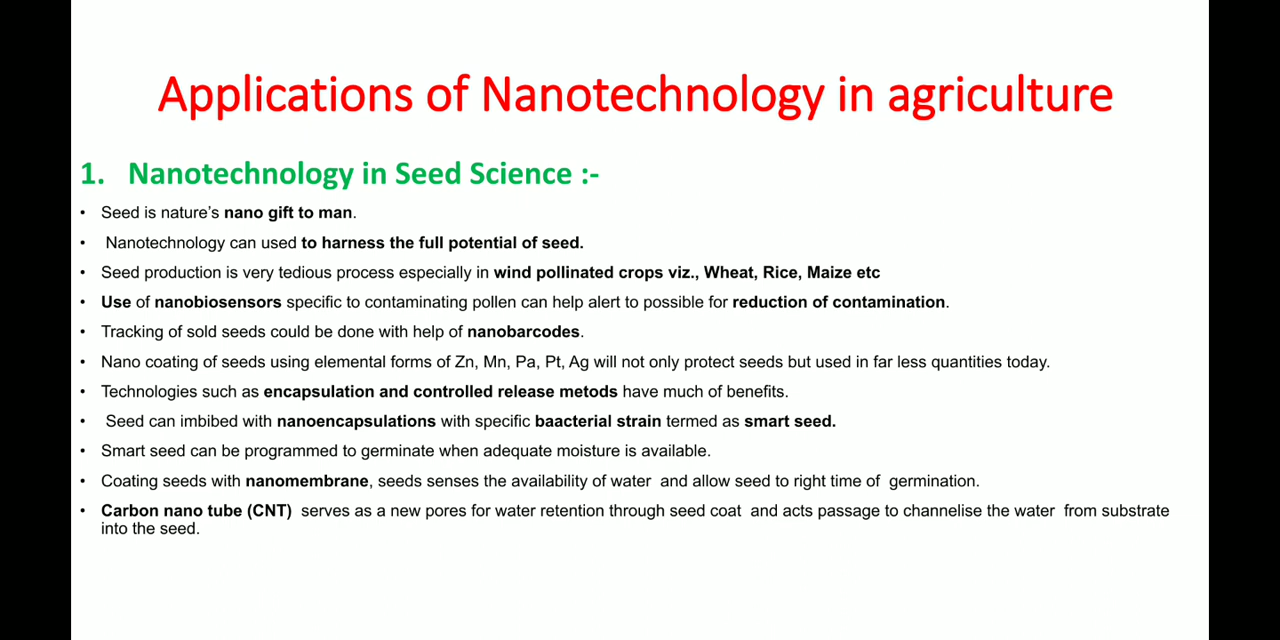 Applications of Nanotechnology in agriculture
1. Nanotechnology in Seed Science :-
• Seed is nature's nano gift to man.
• Nanotechnology can used to harness the full potential of seed.
• Seed production is very tedious process especially in wind pollinated crops viz., Wheat, Rice, Maize etc
• Use of nanobiosensors specific to contaminating pollen can help alert to possible for reduction of contamination.
• Tracking of sold seeds could be done with help of nanobarcodes.
• Nano coating of seeds using elemental forms of Zn, Mn, Pa, Pt, Ag will not only protect seeds but used in far less quantities today.
• Technologies such as encapsulation and controlled release metods have much of benefits.
• Seed can imbibed with nanoencapsulations with specific baacterial strain termed as smart seed.
• Smart seed can be programmed to germinate when adequate moisture is available.
• Coating seeds with nanomembrane, seeds senses the availability of water and allow seed to right time of germination.
• Carbon nano tube (CNT) serves as a new pores for water retention through seed coat and acts passage to channelise the water from substrate
into the seed.